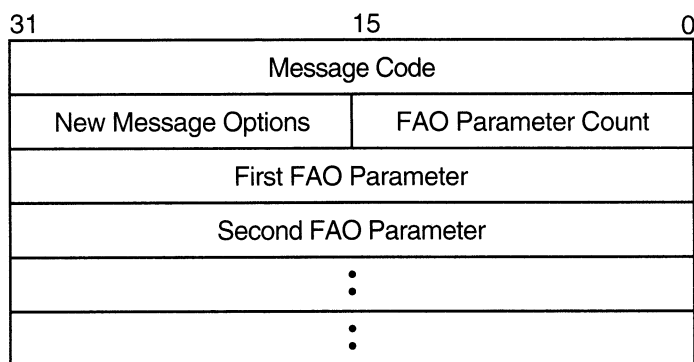 31 15 0
Message Code
New Message Options FAO Parameter Count
First FAO Parameter
Second FAO Parameter